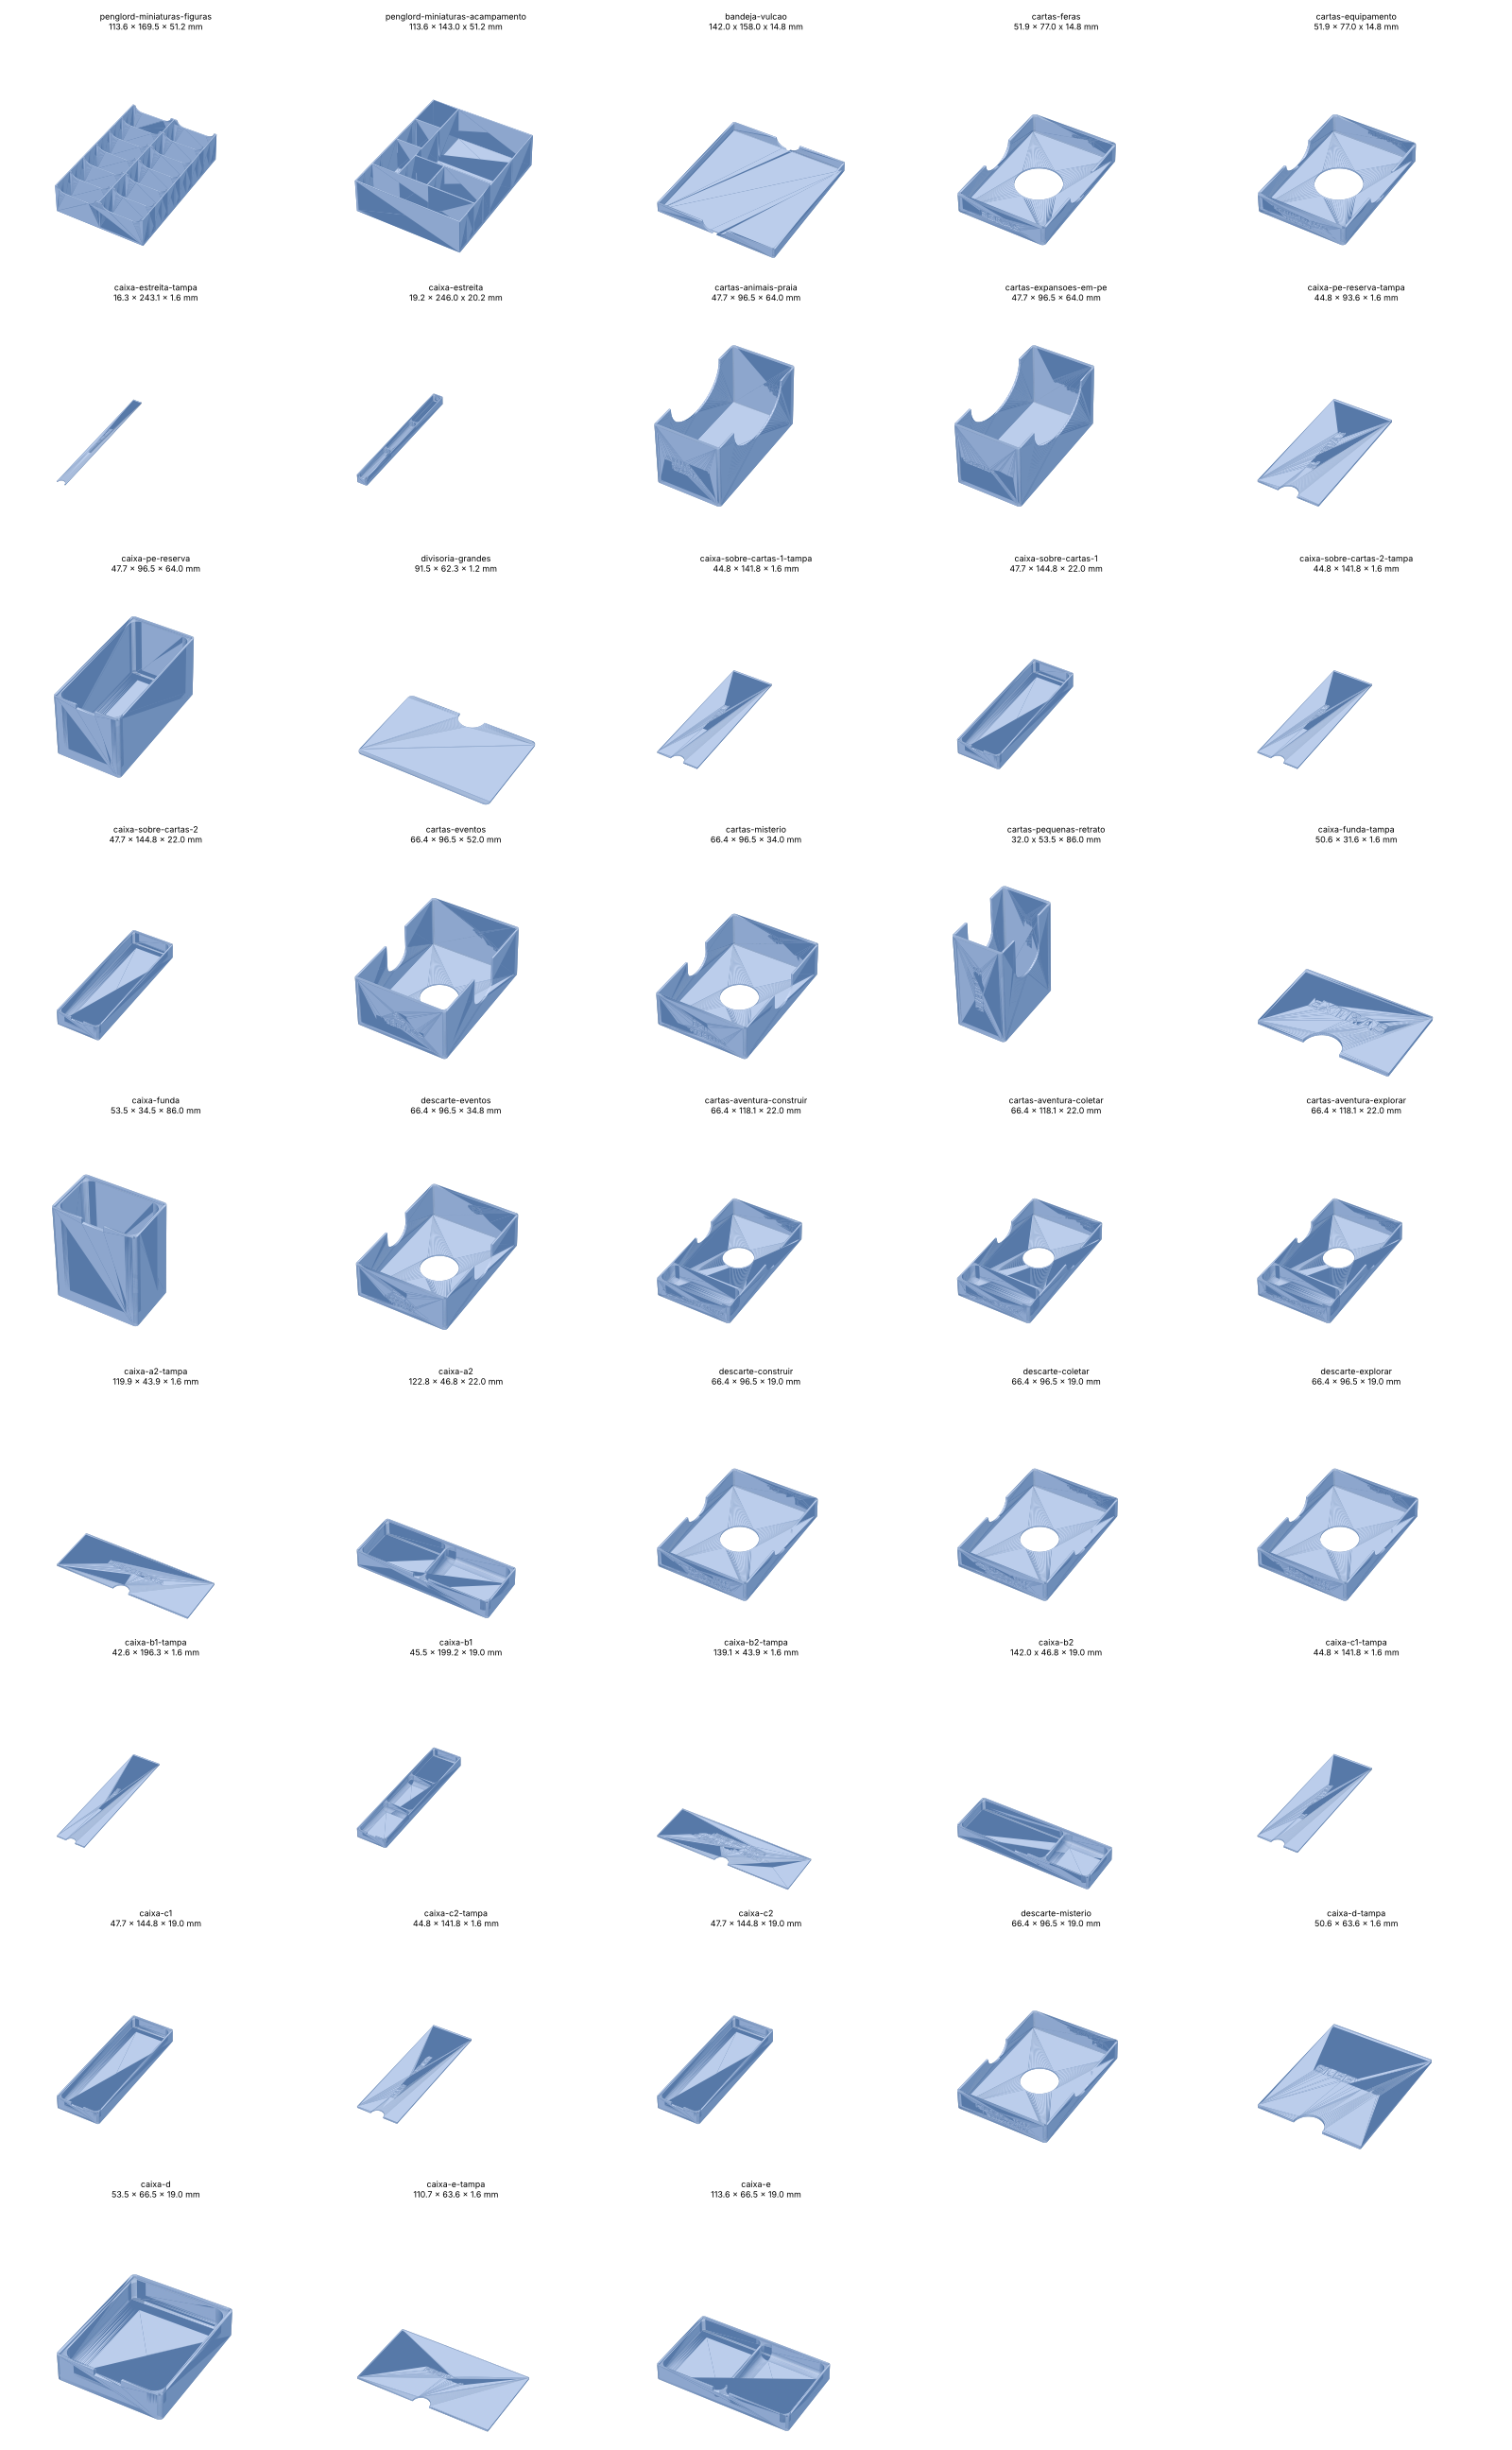 penglord-miniaturas-figuras
113.6 × 169.5 × 51.2 mm
penglord-miniaturas-acampamento
113.6 × 143.0 x 51.2 mm
bandeja-vulcao
142.0 x 158.0 x 14.8 mm
cartas-feras
51.9 × 77.0 x 14.8 mm
cartas-equipamento
51.9 × 77.0 x 14.8 mm
caixa-estreita-tampa
16.3 × 243.1 × 1.6 mm
caixa-estreita
19.2 × 246.0 x 20.2 mm
cartas-animais-praia
47.7 × 96.5 × 64.0 mm
cartas-expansoes-em-pe
47.7 × 96.5 × 64.0 mm
caixa-pe-reserva-tampa
44.8 × 93.6 × 1.6 mm
caixa-pe-reserva
47.7 × 96.5 × 64.0 mm
divisoria-grandes
91.5 × 62.3 × 1.2 mm
caixa-sobre-cartas-1-tampa
44.8 × 141.8 × 1.6 mm
caixa-sobre-cartas-1
47.7 × 144.8 × 22.0 mm
caixa-sobre-cartas-2-tampa
44.8 × 141.8 × 1.6 mm
caixa-sobre-cartas-2
47.7 × 144.8 × 22.0 mm
cartas-eventos
66.4 × 96.5 × 52.0 mm
cartas-misterio
66.4 × 96.5 × 34.0 mm
cartas-pequenas-retrato
32.0 x 53.5 x 86.0 mm
caixa-funda-tampa
50.6 × 31.6 × 1.6 mm
caixa-funda
53.5 × 34.5 × 86.0 mm
descarte-eventos
66.4 × 96.5 × 34.8 mm
cartas-aventura-construir
66.4 × 118.1 × 22.0 mm
cartas-aventura-coletar
66.4 × 118.1 × 22.0 mm
cartas-aventura-explorar
66.4 × 118.1 × 22.0 mm
caixa-a2-tampa
119.9 × 43.9 × 1.6 mm
caixa-a2
122.8 × 46.8 × 22.0 mm
descarte-construir
66.4 × 96.5 × 19.0 mm
descarte-coletar
66.4 × 96.5 × 19.0 mm
descarte-explorar
66.4 × 96.5 × 19.0 mm
caixa-b1-tampa
42.6 × 196.3 × 1.6 mm
caixa-b1
45.5 × 199.2 × 19.0 mm
caixa-b2-tampa
139.1 × 43.9 × 1.6 mm
caixa-b2
142.0 x 46.8 × 19.0 mm
caixa-c1-tampa
44.8 × 141.8 × 1.6 mm
caixa-c1
47.7 × 144.8 × 19.0 mm
caixa-c2-tampa
44.8 × 141.8 × 1.6 mm
caixa-c2
47.7 × 144.8 × 19.0 mm
descarte-misterio
66.4 × 96.5 × 19.0 mm
caixa-d-tampa
50.6 × 63.6 × 1.6 mm
caixa-d
53.5 × 66.5 × 19.0 mm
caixa-e-tampa
110.7 × 63.6 × 1.6 mm
caixa-e
113.6 × 66.5 × 19.0 mm